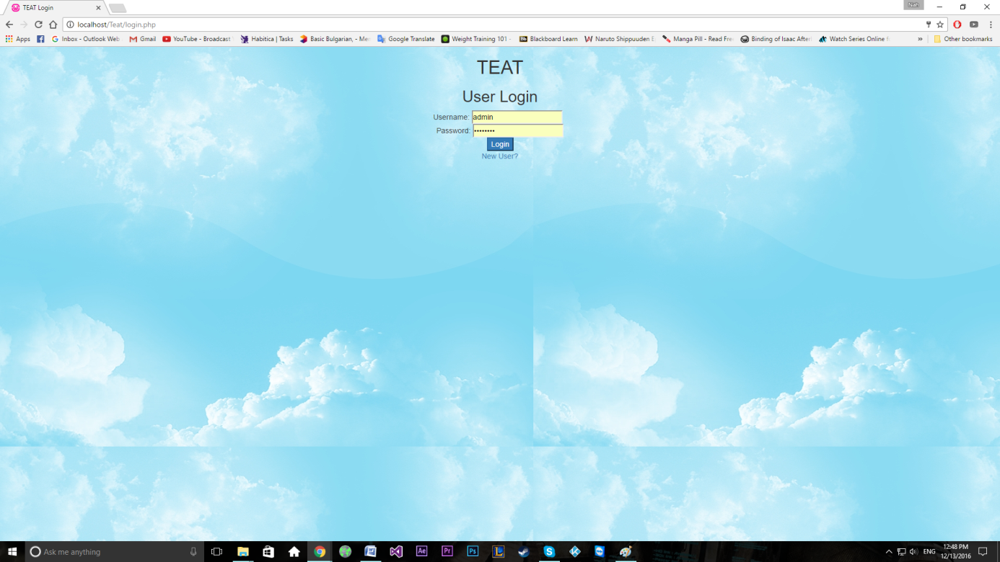 TEAT Login
Nah
localhost/Teat/login.php
Apps
Inbox - Outlook Web
Gmail
YouTube - Broadcast
Habitica | Tasks
Basic Bulgarian, - Me
Google Translate
Weight Training 101 -
Blackboard Learn
Naruto Shippuuden E
Manga Pill - Read Fre
Binding of Isaac After
Watch Series Online f
»
Other bookmarks
TEAT
User Login
Username: admin
Password: ••••••••
Login
New User?
Ask me anything
Ae
Pr
Ps
ENG
12:48 PM
12/13/2016